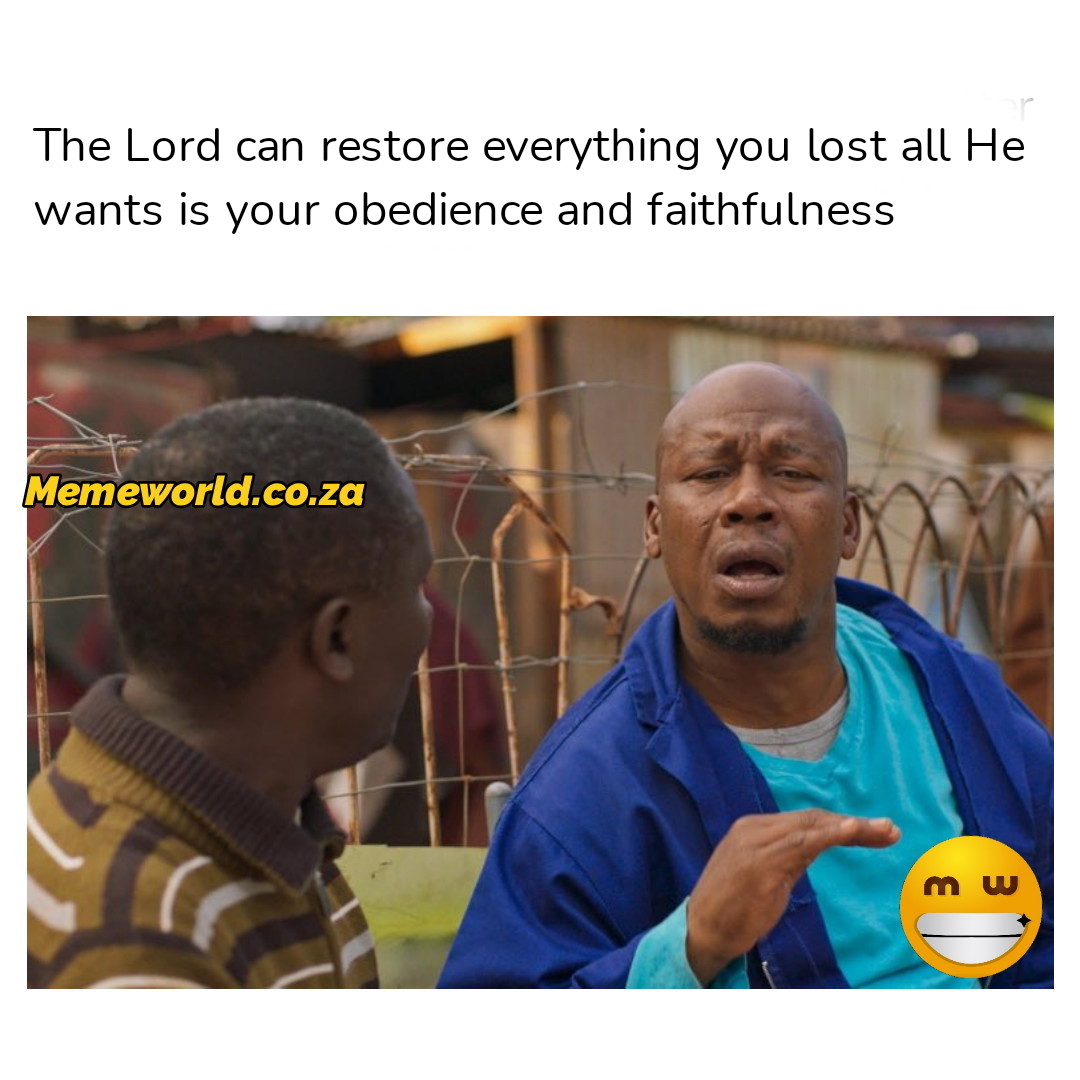 The Lord can restore everything you lost all He
wants is your obedience and faithfulness
Memeworld.co.za
m w